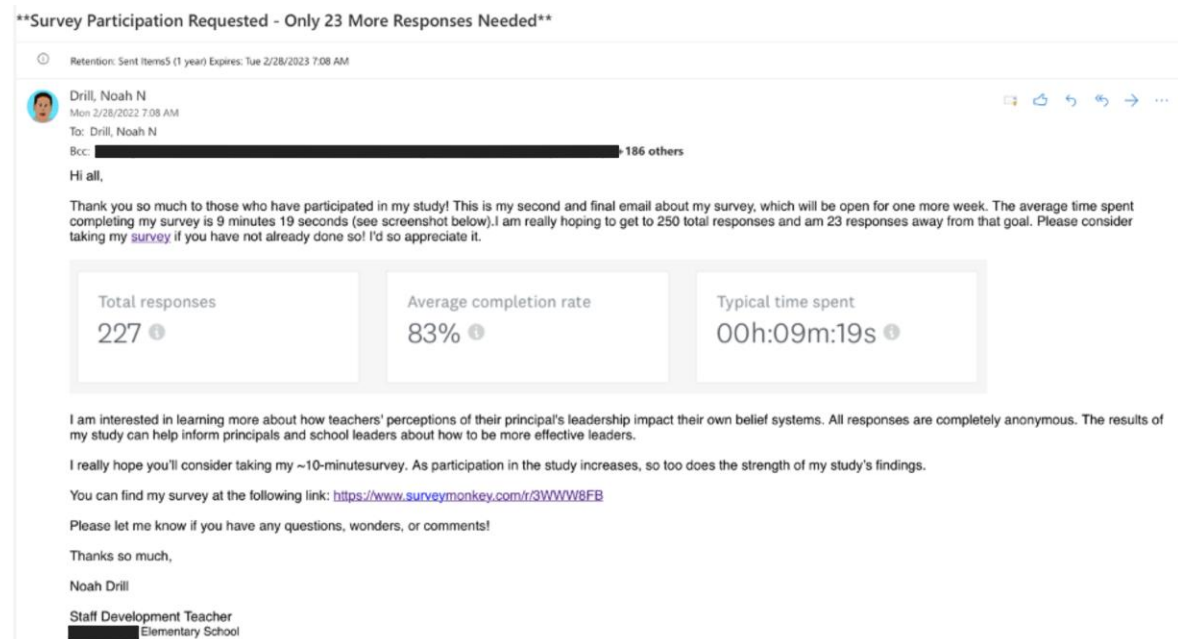 **Survey Participation Requested - Only 23 More Responses Needed**
Retention: Sent Items5 (1 year) Expires: Tue 2/28/2023 7:08 AM
Drill, Noah N
Mon 2/28/2022 7:08 AM
To: Drill, Noah N
Bcc: + 186 others
Hi all,
Thank you so much to those who have participated in my study! This is my second and final email about my survey, which will be open for one more week. The average time spent
completing my survey is 9 minutes 19 seconds (see screenshot below).I am really hoping to get to 250 total responses and am 23 responses away from that goal. Please consider
taking my survey if you have not already done so! I'd so appreciate it.
Total responses
227
Average completion rate
83%
Typical time spent
00h:09m:19s
I am interested in learning more about how teachers' perceptions of their principal's leadership impact their own belief systems. All responses are completely anonymous. The results of
my study can help inform principals and school leaders about how to be more effective leaders.
I really hope you'll consider taking my ~10-minutesurvey. As participation in the study increases, so too does the strength of my study's findings.
You can find my survey at the following link: https://www.surveymonkey.com/r/3WWW8FB
Please let me know if you have any questions, wonders, or comments!
Thanks so much,
Noah Drill
Staff Development Teacher
Elementary School